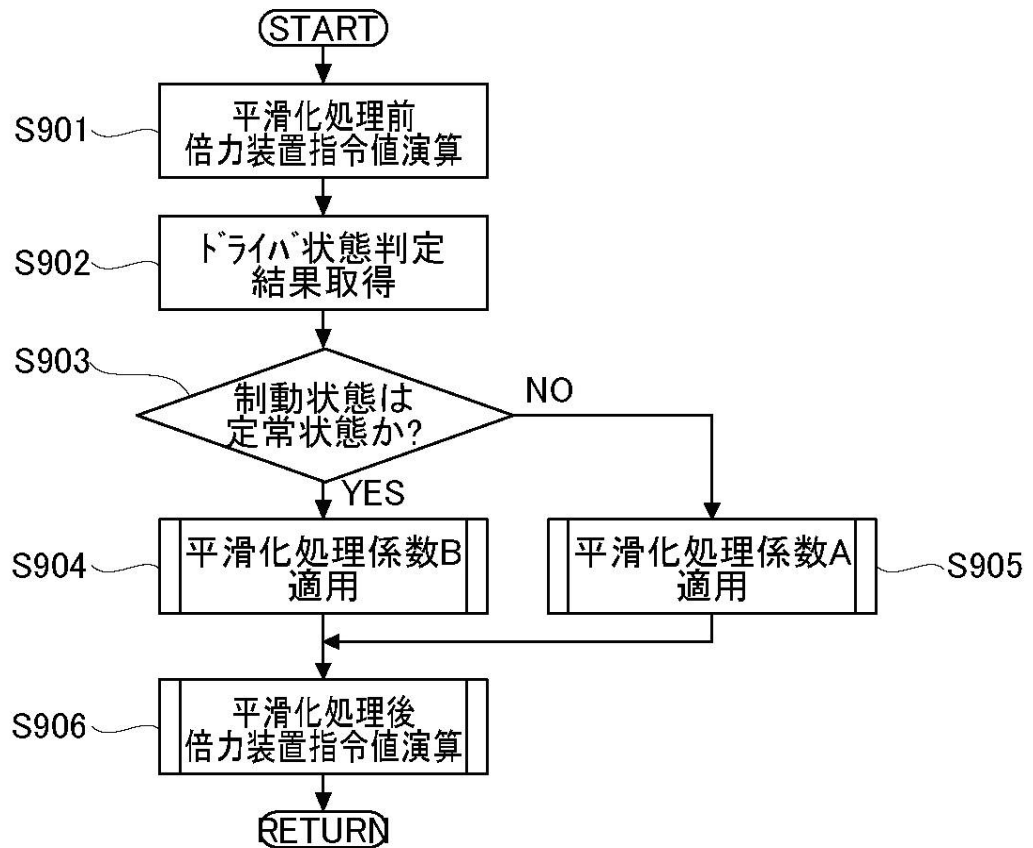 START
S901
平滑化処理前
倍力装置指令値演算
S902
ﾄﾞﾗｲﾊﾞ状態判定
結果取得
S903
制動状態は
定常状態か?
NO
YES
S904
平滑化処理係数B
適用
平滑化処理係数A
適用
S905
S906
平滑化処理後
倍力装置指令値演算
RETURN